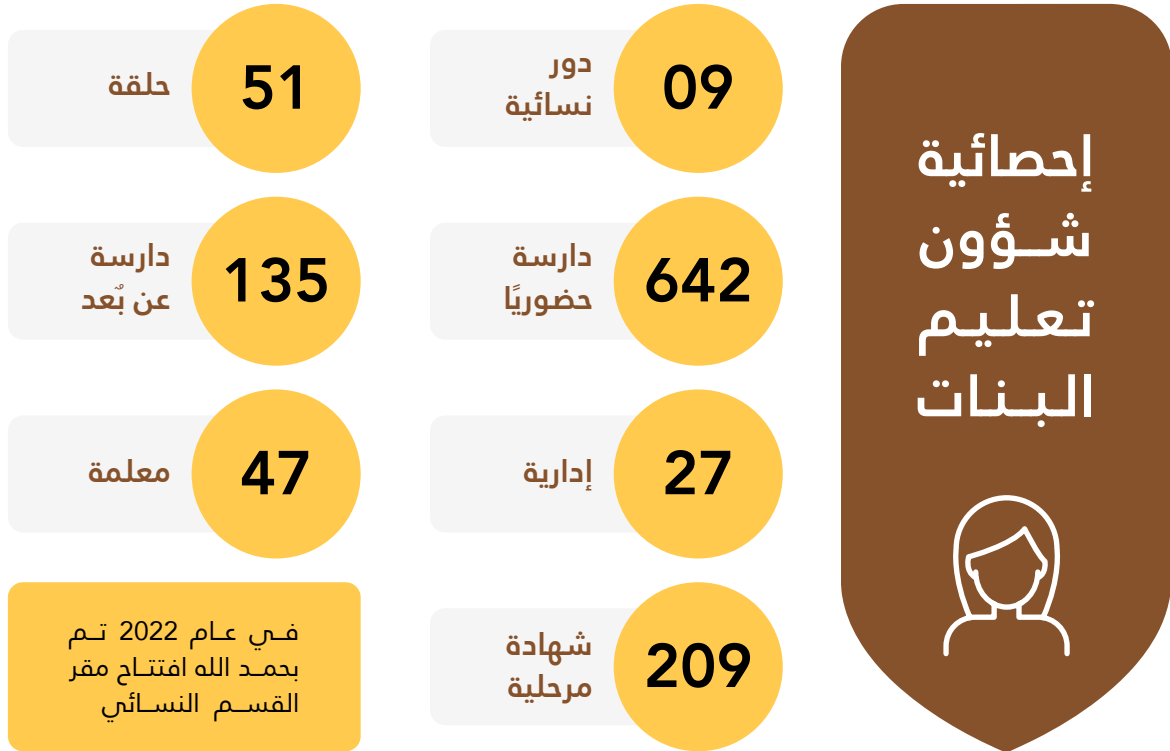 إحصائية
شؤون
تعليم
البنات
09
دور
نسائية
51
حلقة
642
دارسة
حضوريًا
135
دارسة
عن بُعد
27
إدارية
47
معلمة
209
شهادة
مرحلية
في عام 2022 تم
بحمد الله افتتاح مقر
القسم النسائي